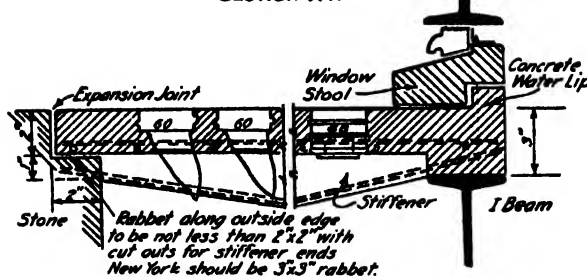 Expansion Joint
Window
Stool
Concrete
Water Lip
60
60
3"
2"
Stone
Stiffener
I Beam
Rabbet along outside edge
to be not less than 2"x2" with
cut outs for stiffener ends
New York should be 3"x3" rabbet.